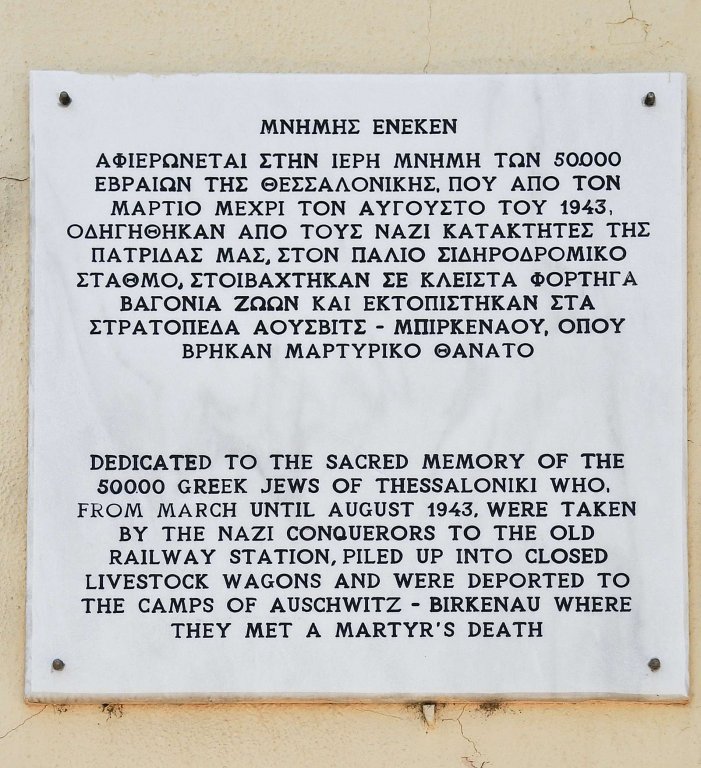 ΜΝΗΜΗΣ ΕΝΕΚΕΝ
ΑΦΙΕΡΩΝΕΤΑΙ ΣΤΗΝ ΙΕΡΗ ΜΝΗΜΗ ΤΩΝ 50.000
ΕΒΡΑΙΩΝ ΤΗΣ ΘΕΣΣΑΛΟΝΙΚΗΣ, ΠΟΥ ΑΠΟ ΤΟΝ
ΜΑΡΤΙΟ ΜΕΧΡΙ ΤΟΝ ΑΥΓΟΥΣΤΟ ΤΟΥ 1943,
ΟΔΗΓΗΘΗΚΑΝ ΑΠΟ ΤΟΥΣ ΝΑΖΙ ΚΑΤΑΚΤΗΤΕΣ ΤΗΣ
ΠΑΤΡΙΔΑΣ ΜΑΣ, ΣΤΟΝ ΠΑΛΙΟ ΣΙΔΗΡΟΔΡΟΜΙΚΟ
ΣΤΑΘΜΟ, ΣΤΟΙΒΑΧΤΗΚΑΝ ΣΕ ΚΛΕΙΣΤΑ ΦΟΡΤΗΓΑ
ΒΑΓΟΝΙΑ ΖΩΩΝ ΚΑΙ ΕΚΤΟΠΙΣΤΗΚΑΝ ΣΤΑ
ΣΤΡΑΤΟΠΕΔΑ ΑΟΥΣΒΙΤΣ - ΜΠΙΡΚΕΝΑΟΥ, ΟΠΟΥ
ΒΡΗΚΑΝ ΜΑΡΤΥΡΙΚΟ ΘΑΝΑΤΟ
DEDICATED TO THE SACRED MEMORY OF THE
50.000 GREEK JEWS OF THESSALONIKI WHO,
FROM MARCH UNTIL AUGUST 1943, WERE TAKEN
BY THE NAZI CONQUERORS TO THE OLD
RAILWAY STATION, PILED UP INTO CLOSED
LIVESTOCK WAGONS AND WERE DEPORTED TO
THE CAMPS OF AUSCHWITZ - BIRKENAU WHERE
THEY MET A MARTYR'S DEATH